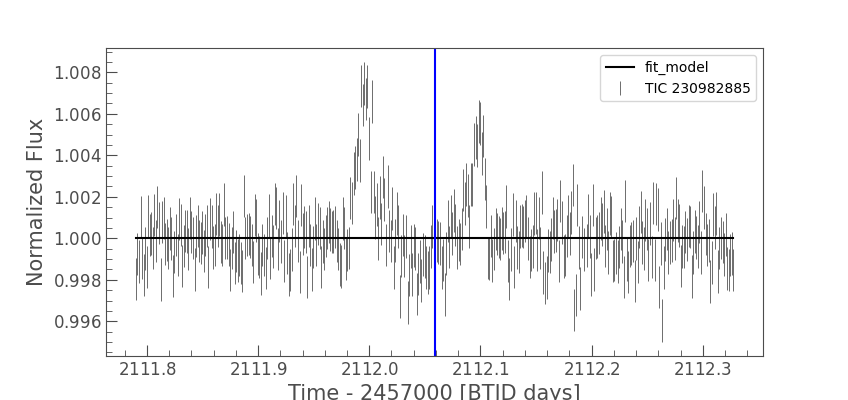 fit_model
TIC 230982885
Normalized Flux
1.008
1.006
1.004
1.002
1.000
0.998
0.996
2111.8 2111.9 2112.0 2112.1 2112.2 2112.3
Time - 2457000 [BTJD days]